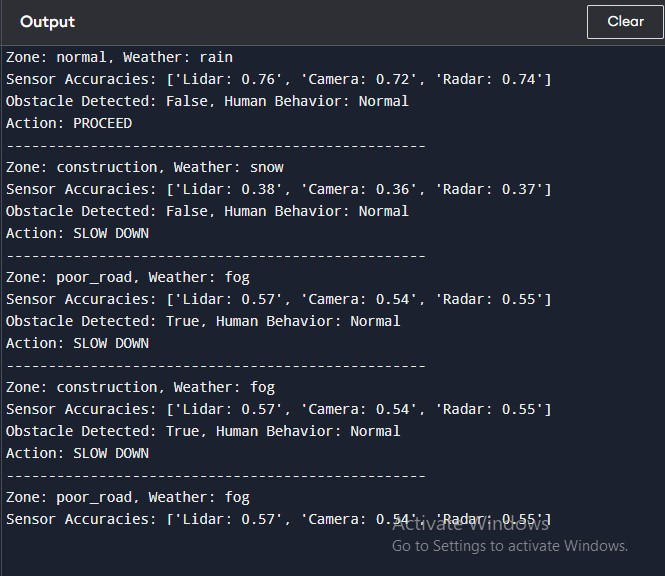 Output
Clear
Zone: normal, Weather: rain
Sensor Accuracies: ['Lidar: 0.76', 'Camera: 0.72', 'Radar: 0.74']
Obstacle Detected: False, Human Behavior: Normal
Action: PROCEED
--------------------------------------------------
Zone: construction, Weather: snow
Sensor Accuracies: ['Lidar: 0.38', 'Camera: 0.36', 'Radar: 0.37']
Obstacle Detected: False, Human Behavior: Normal
Action: SLOW DOWN
--------------------------------------------------
Zone: poor_road, Weather: fog
Sensor Accuracies: ['Lidar: 0.57', 'Camera: 0.54', 'Radar: 0.55']
Obstacle Detected: True, Human Behavior: Normal
Action: SLOW DOWN
--------------------------------------------------
Zone: construction, Weather: fog
Sensor Accuracies: ['Lidar: 0.57', 'Camera: 0.54', 'Radar: 0.55']
Obstacle Detected: True, Human Behavior: Normal
Action: SLOW DOWN
--------------------------------------------------
Zone: poor_road, Weather: fog
Sensor Accuracies: ['Lidar: 0.57', 'Camera: 0.54', 'Radar: 0.55']
Activate Windows
Go to Settings to activate Windows.